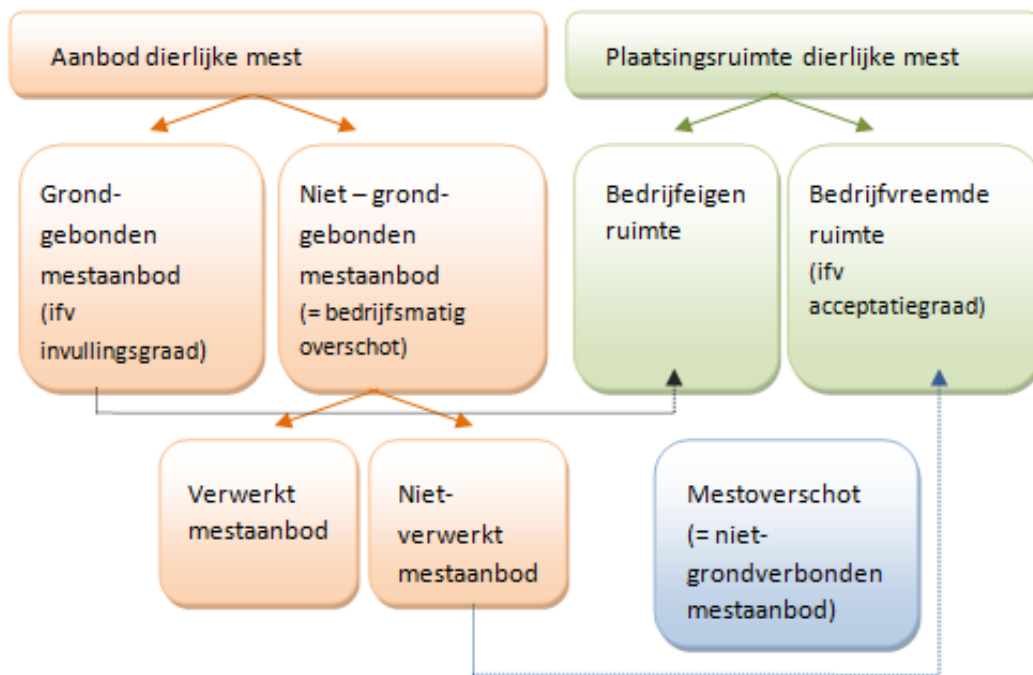 Aanbod dierlijke mest
Plaatsingsruimte dierlijke mest
Grond-
gebonden
mestaanbod
(ifv
invullingsgraad)
Niet – grond-
gebonden
mestaanbod
(= bedrijfsmatig
overschot)
Bedrijfeigen
ruimte
Bedrijfvreemde
ruimte
(ifv
acceptatiegraad)
Verwerkt
mestaanbod
Niet-
verwerkt
mestaanbod
Mestoverschot
(= niet-
grondverbonden
mestaanbod)